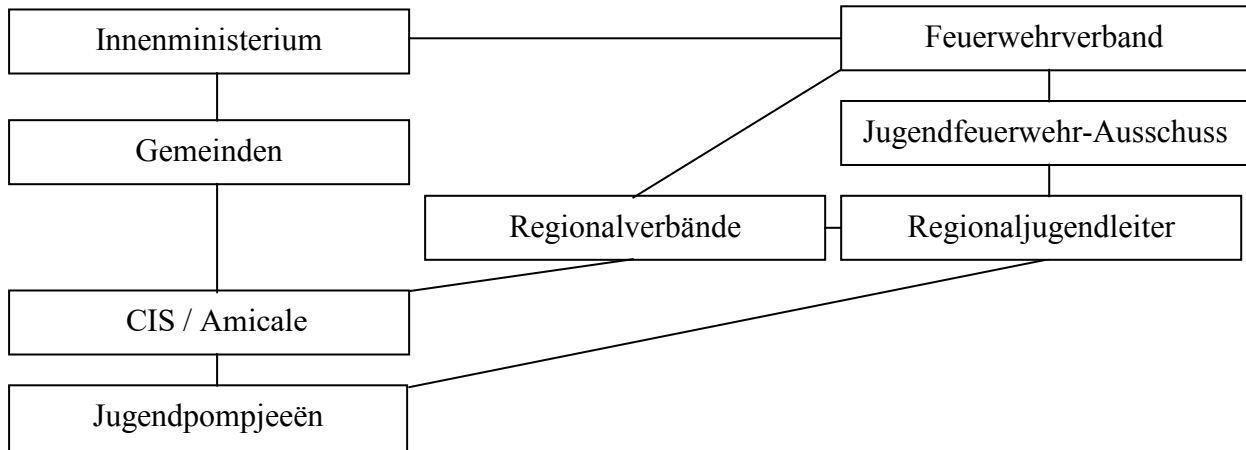 Innenministerium
Feuerwehrverband
Gemeinden
Jugendfeuerwehr-Ausschuss
Regionalverbände
Regionaljugendleiter
CIS / Amicale
Jugendpompjeeën